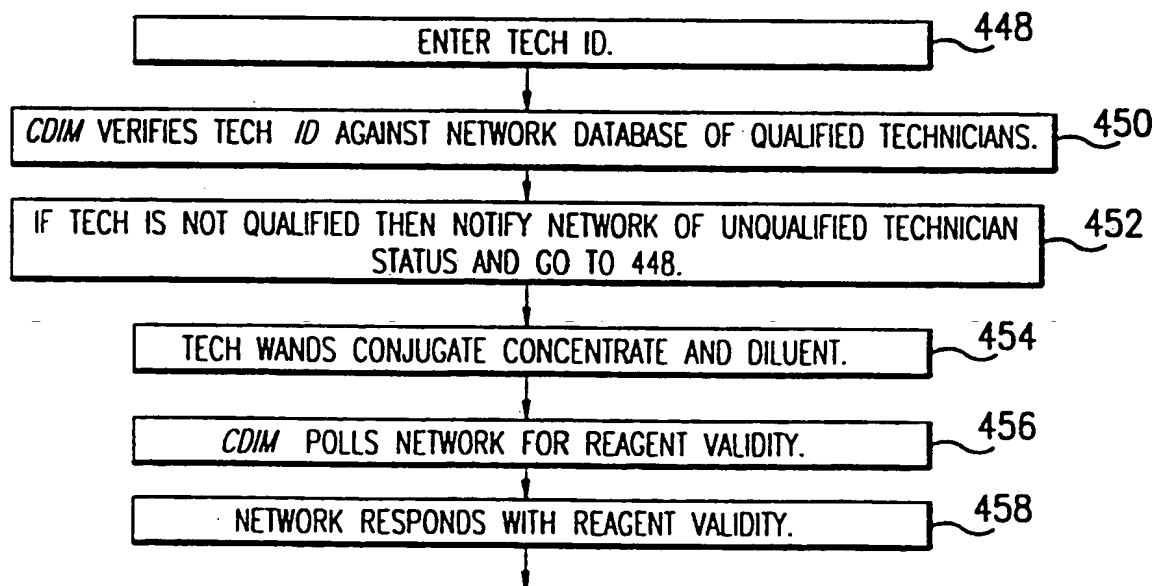 ENTER TECH ID.
448
CDIM VERIFIES TECH ID AGAINST NETWORK DATABASE OF QUALIFIED TECHNICIANS.
450
IF TECH IS NOT QUALIFIED THEN NOTIFY NETWORK OF UNQUALIFIED TECHNICIAN
STATUS AND GO TO 448.
452
TECH WANDS CONJUGATE CONCENTRATE AND DILUENT.
454
CDIM POLLS NETWORK FOR REAGENT VALIDITY.
456
NETWORK RESPONDS WITH REAGENT VALIDITY.
458